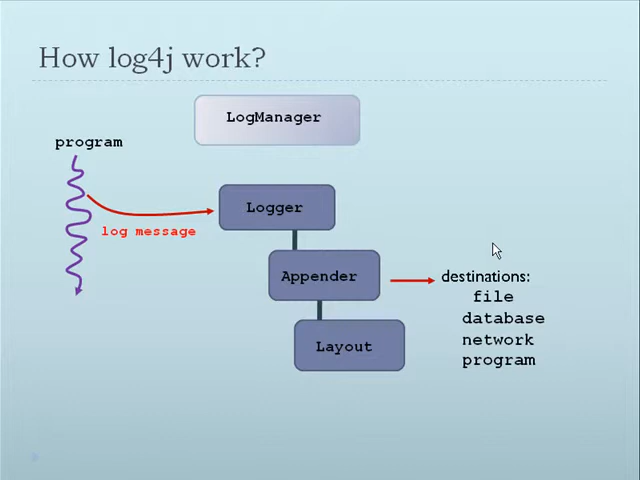 How log4j work?
LogManager
program
Logger
log message
Appender
destinations:
file
database
network
program
Layout